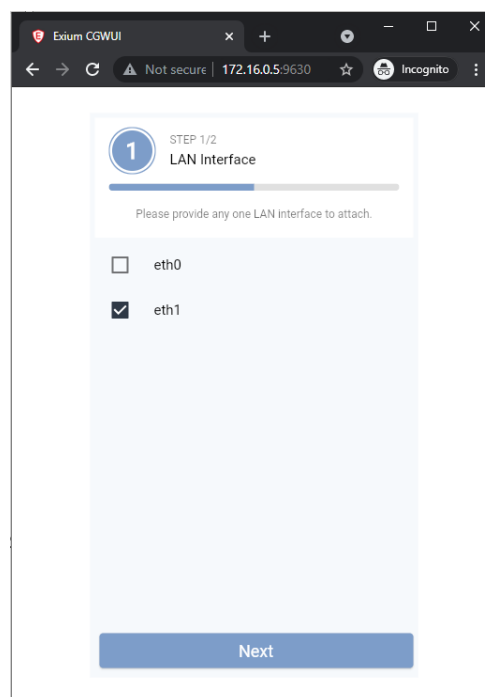 Exium CGWUI
Not secure 172.16.0.5:9630 Incognito
1
STEP 1/2
LAN Interface
Please provide any one LAN interface to attach.
eth0
eth1
Next